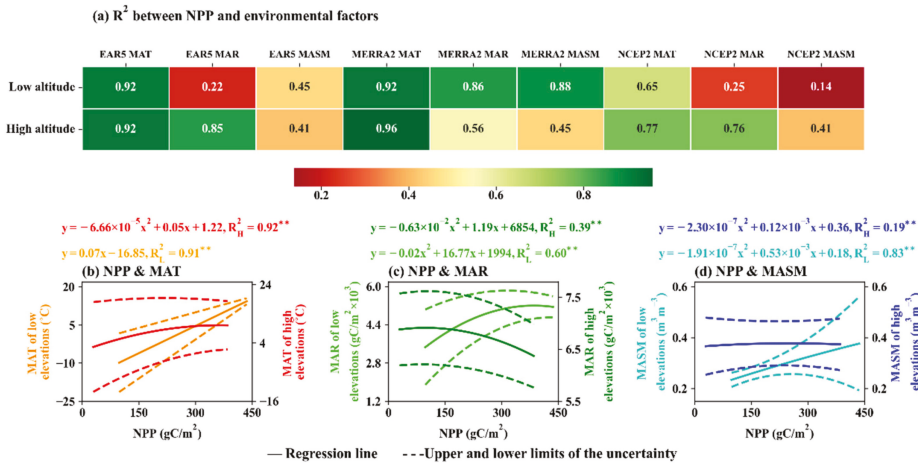 (a) R² between NPP and environmental factors
EAR5 MAT EAR5 MAR EAR5 MASM MERRA2 MAT MERRA2 MAR MERRA2 MASM NCEP2 MAT NCEP2 MAR NCEP2 MASM
Low altitude 0.92 0.22 0.45 0.92 0.86 0.88 0.65 0.25 0.14
High altitude 0.92 0.85 0.41 0.96 0.56 0.45 0.77 0.76 0.41
0.2 0.4 0.6 0.8
y=−6.66×10⁻⁵x²+0.05x+1.22, R²_H=0.92**
y=0.07x−16.85, R²_L=0.91**
(b) NPP & MAT
MAT of low elevations (°C)
20
5
−10
−25
24
4
-4
-16
MAT of high elevations (°C)
0 150 300 450
NPP (gC/m²)
y=−0.63×10⁻²x²+1.19x+6854, R²_H=0.39**
y=−0.02x²+16.77x+1994, R²_L=0.60**
(c) NPP & MAR
MAR of low elevations (gC/m²×10³)
6.0
4.4
2.8
1.2
7.5
6.5
5.5
MAR of high elevations (gC/m²×10³)
0 150 300 450
NPP (gC/m²)
y=−2.30×10⁻⁷x²+0.12×10⁻³x+0.36, R²_H=0.19**
y=−1.91×10⁻⁷x²+0.53×10⁻³x+0.18, R²_L=0.83**
(d) NPP & MASM
MASM of low elevations (m³m⁻³)
0.6
0.4
0.2
0.6
0.4
0.2
MASM of high elevations (m³m⁻³)
0 150 300 450
NPP (gC/m²)
— Regression line - - -Upper and lower limits of the uncertainty